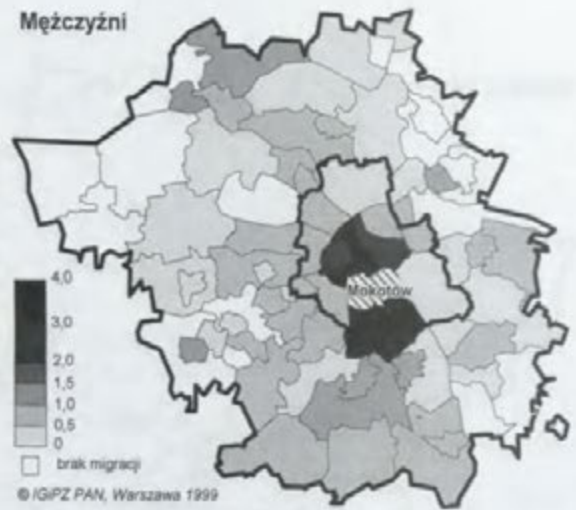 Mężczyźni
Mokotów
4,0
3,0
2,0
1,5
1,0
0,5
0
brak migracji
© IGiPZ PAN, Warszawa 1999